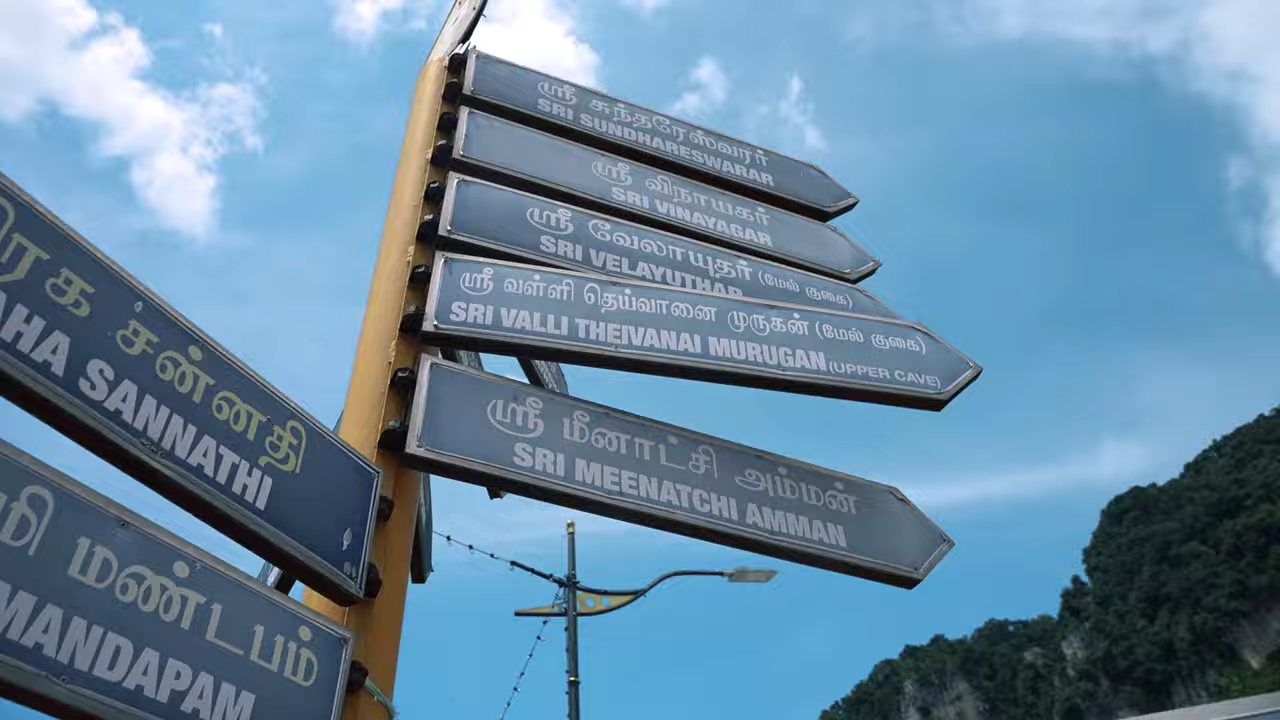 ஸ்ரீ சுந்தரேஸ்வரர்
SRI SUNDHARESWARAR
ஸ்ரீ விநாயகர்
SRI VINAYAGAR
ஸ்ரீ வேலாயுதர் (மேல் குகை)
SRI VELAYUTHAR
ஸ்ரீ வள்ளி தெய்வானை முருகன் (மேல் குகை)
SRI VALLI THEIVANAI MURUGAN (UPPER CAVE)
ஸ்ரீ மீனாட்சி அம்மன்
SRI MEENATCHI AMMAN
சன்னதி
SANNATHI
மண்டபம்
MANDAPAM